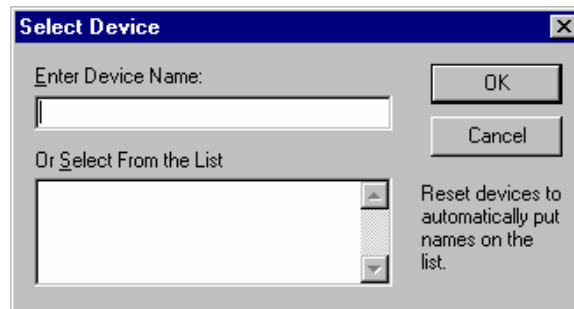 Select Device
Enter Device Name:
OK
Cancel
Or Select From the List
Reset devices to
automatically put
names on the
list.